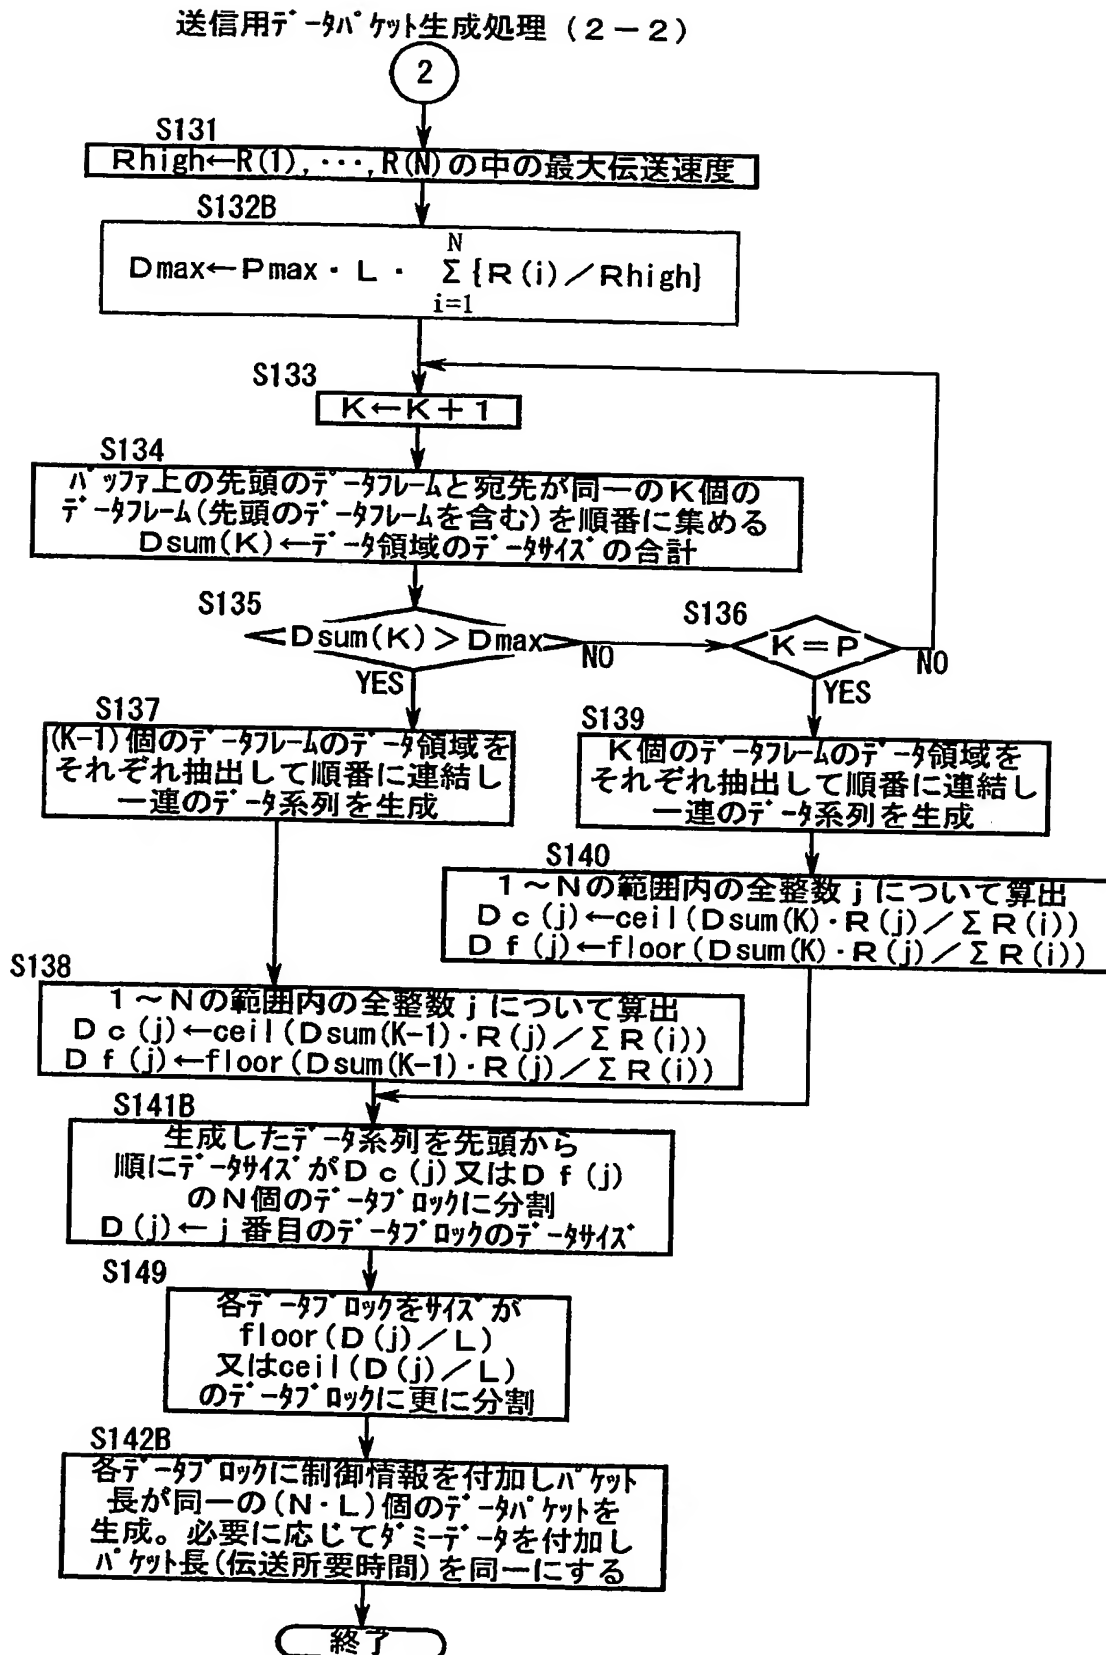 送信用データパケット生成処理（２－２）
2
S131
Rhigh←R(1),･･･,R(N)の中の最大伝送速度
S132B
N
Dmax←Pmax・L・ Σ{R(i)／Rhigh}
i=1
S133
K←K＋1
S134
バッファ上の先頭のデータフレームと宛先が同一のK個の
データフレーム(先頭のデータフレームを含む)を順番に集める
Dsum(K)←データ領域のデータサイズの合計
S135
Dsum(K)＞Dmax
NO
YES
S136
K＝P
NO
YES
S137
(K-1)個のデータフレームのデータ領域を
それぞれ抽出して順番に連結し
一連のデータ系列を生成
S139
K個のデータフレームのデータ領域を
それぞれ抽出して順番に連結し
一連のデータ系列を生成
S140
1～Nの範囲内の全整数jについて算出
Dc(j)←ceil(Dsum(K)・R(j)／ΣR(i))
Df(j)←floor(Dsum(K)・R(j)／ΣR(i))
S138
1～Nの範囲内の全整数jについて算出
Dc(j)←ceil(Dsum(K-1)・R(j)／ΣR(i))
Df(j)←floor(Dsum(K-1)・R(j)／ΣR(i))
S141B
生成したデータ系列を先頭から
順にデータサイズがDc(j)又はDf(j)
のN個のデータブロックに分割
D(j)←j番目のデータブロックのデータサイズ
S149
各データブロックをサイズが
floor(D(j)／L)
又はceil(D(j)／L)
のデータブロックに更に分割
S142B
各データブロックに制御情報を付加しパケット
長が同一の(N・L)個のデータパケットを
生成。必要に応じてダミーデータを付加し
パケット長(伝送所要時間)を同一にする
終了